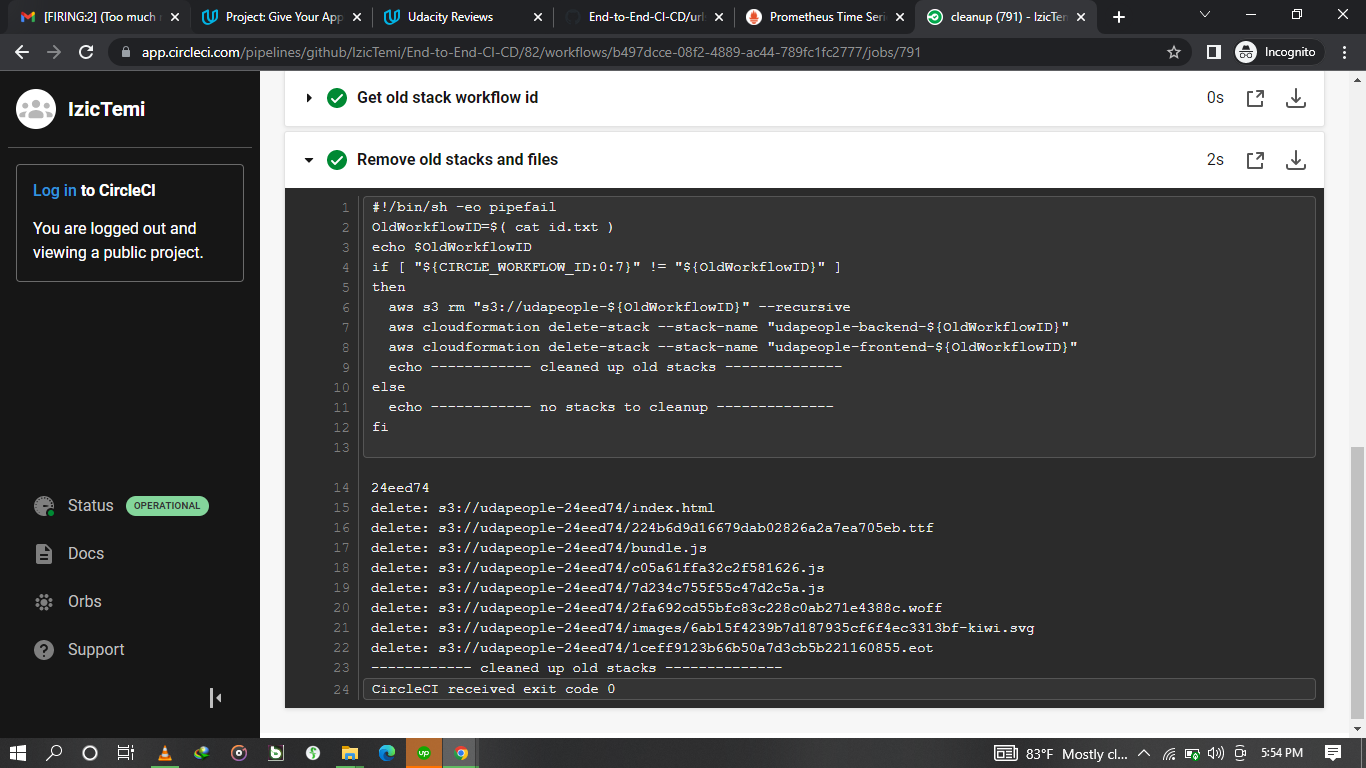 [FIRING:2] (Too much
Project: Give Your App
Udacity Reviews
End-to-End-CI-CD/url
Prometheus Time Seri
cleanup (791) - IzicTem
app.circleci.com/pipelines/github/IzicTemi/End-to-End-CI-CD/82/workflows/b497dcce-08f2-4889-ac44-789fc1fc2777/jobs/791
Incognito
IzicTemi
Log in to CircleCI
You are logged out and
viewing a public project.
Status OPERATIONAL
Docs
Orbs
Support
Get old stack workflow id 0s
Remove old stacks and files 2s
1 #!/bin/sh -eo pipefail
2 OldWorkflowID=$( cat id.txt )
3 echo $OldWorkflowID
4 if [ "${CIRCLE_WORKFLOW_ID:0:7}" != "${OldWorkflowID}" ]
5 then
6 aws s3 rm "s3://udapeople-${OldWorkflowID}" --recursive
7 aws cloudformation delete-stack --stack-name "udapeople-backend-${OldWorkflowID}"
8 aws cloudformation delete-stack --stack-name "udapeople-frontend-${OldWorkflowID}"
9 echo ------------ cleaned up old stacks --------------
10 else
11 echo ------------ no stacks to cleanup --------------
12 fi
13
14 24eed74
15 delete: s3://udapeople-24eed74/index.html
16 delete: s3://udapeople-24eed74/224b6d9d16679dab02826a2a7ea705eb.ttf
17 delete: s3://udapeople-24eed74/bundle.js
18 delete: s3://udapeople-24eed74/c05a61ffa32c2f581626.js
19 delete: s3://udapeople-24eed74/7d234c755f55c47d2c5a.js
20 delete: s3://udapeople-24eed74/2fa692cd55bfc83c228c0ab271e4388c.woff
21 delete: s3://udapeople-24eed74/images/6ab15f4239b7d187935cf6f4ec3313bf-kiwi.svg
22 delete: s3://udapeople-24eed74/1ceff9123b66b50a7d3cb5b221160855.eot
23 ------------ cleaned up old stacks --------------
24 CircleCI received exit code 0
up
83°F Mostly cl...
5:54 PM